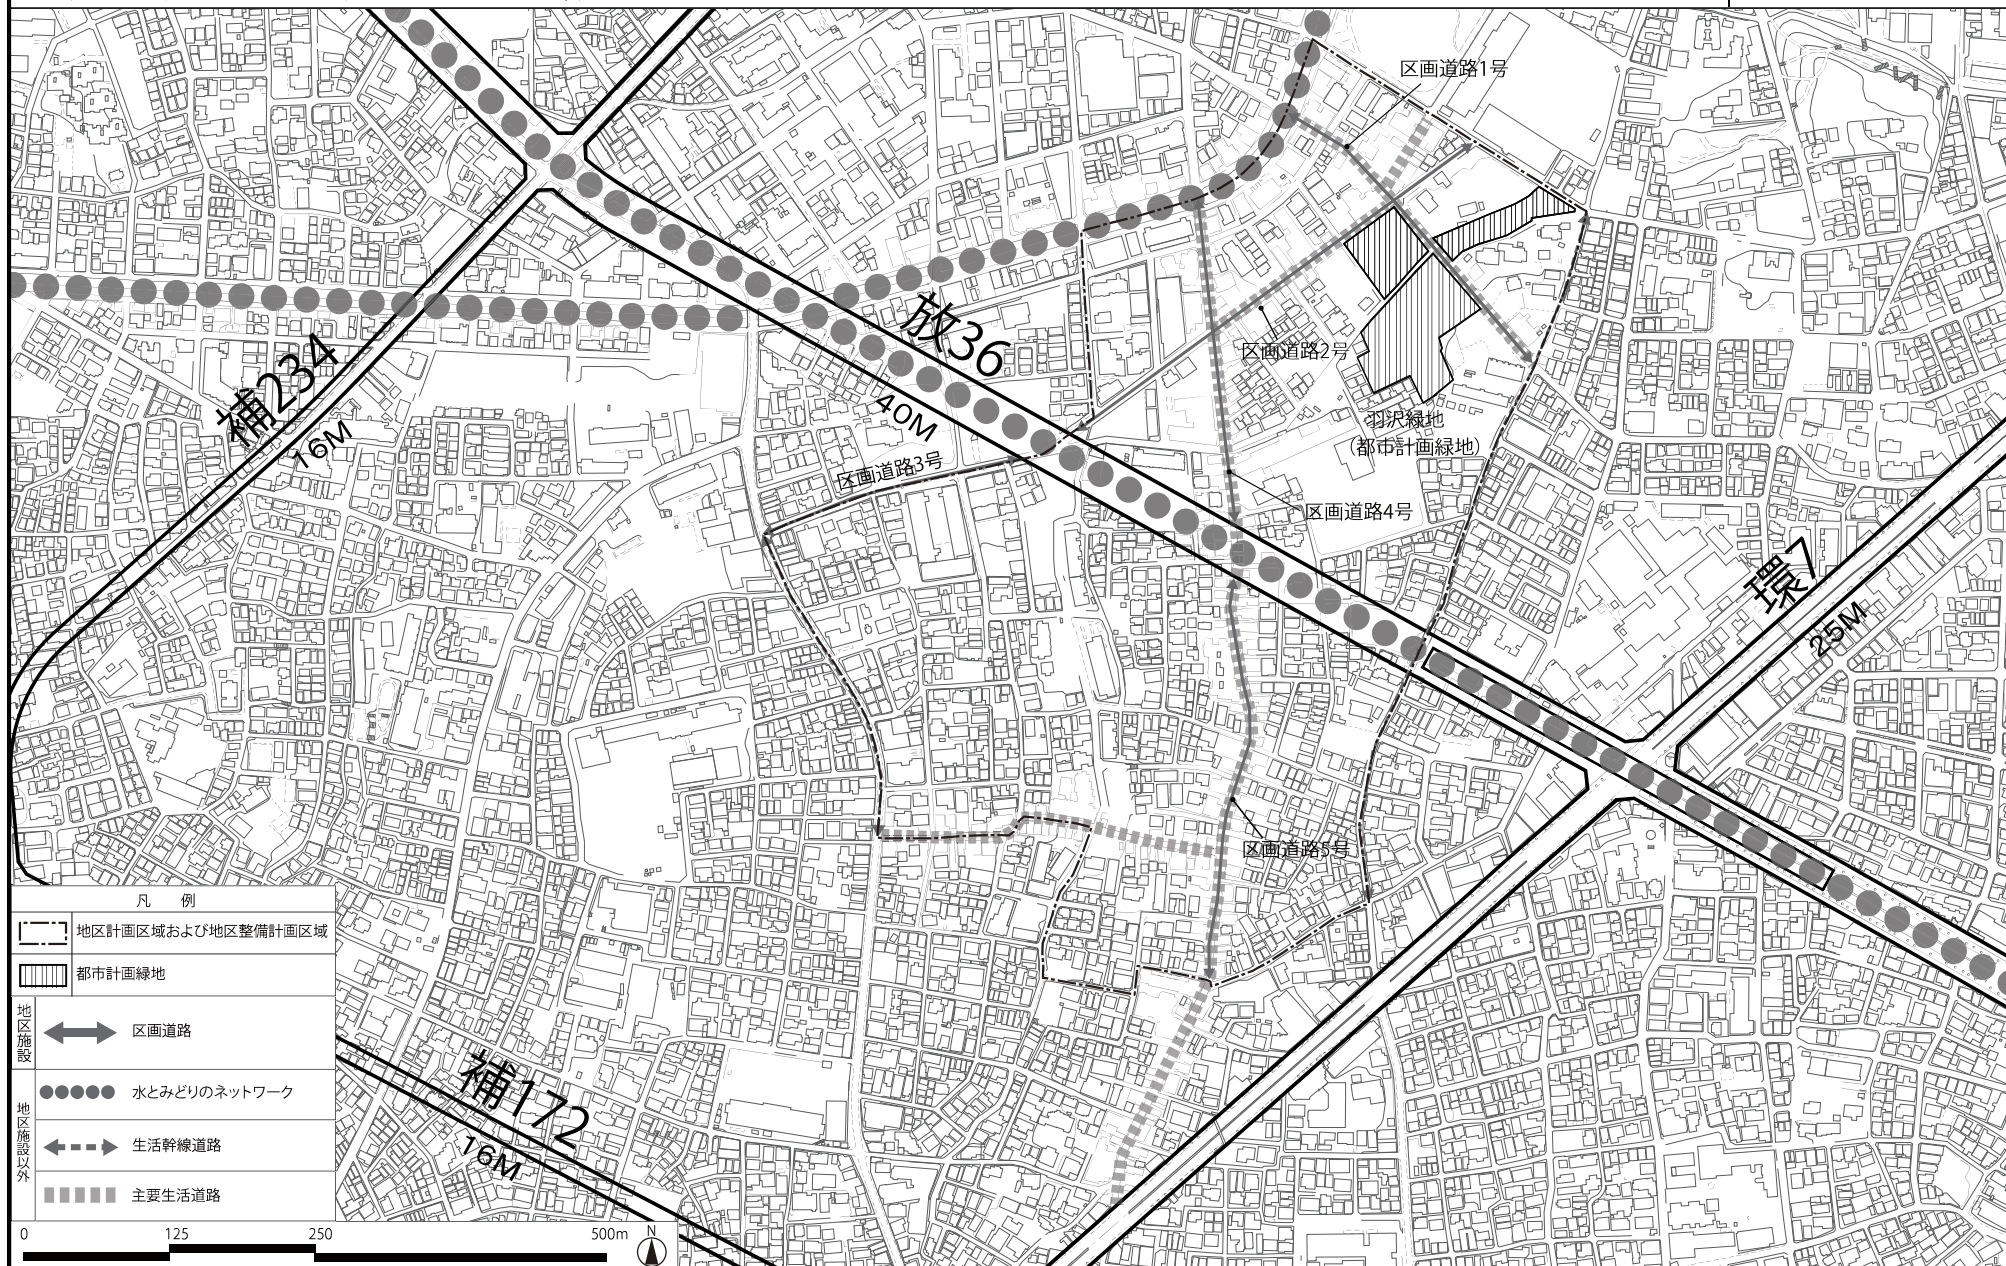 区画道路1号
放36
40M
補234
16M
区画道路2号
羽沢緑地
（都市計画緑地）
区画道路3号
区画道路4号
環7
25M
区画道路5号
補172
16M
凡　例
地区計画区域および地区整備計画区域
都市計画緑地
地区施設
区画道路
地区施設以外
水とみどりのネットワーク
生活幹線道路
主要生活道路
0 125 250 500m
N